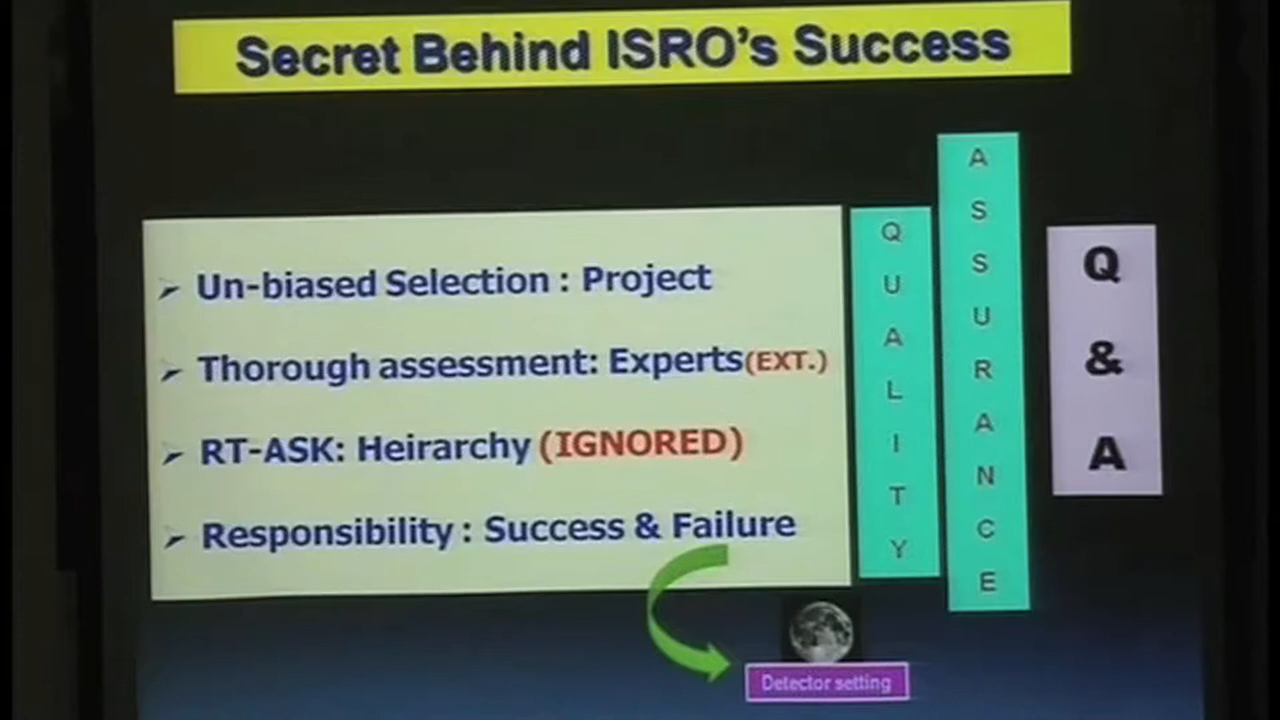 Secret Behind ISRO's Success
Un-biased Selection : Project
Thorough assessment: Experts(EXT.)
RT-ASK: Heirarchy (IGNORED)
Responsibility : Success & Failure
QUALITY
ASSURANCE
Q
&
A
Detector setting